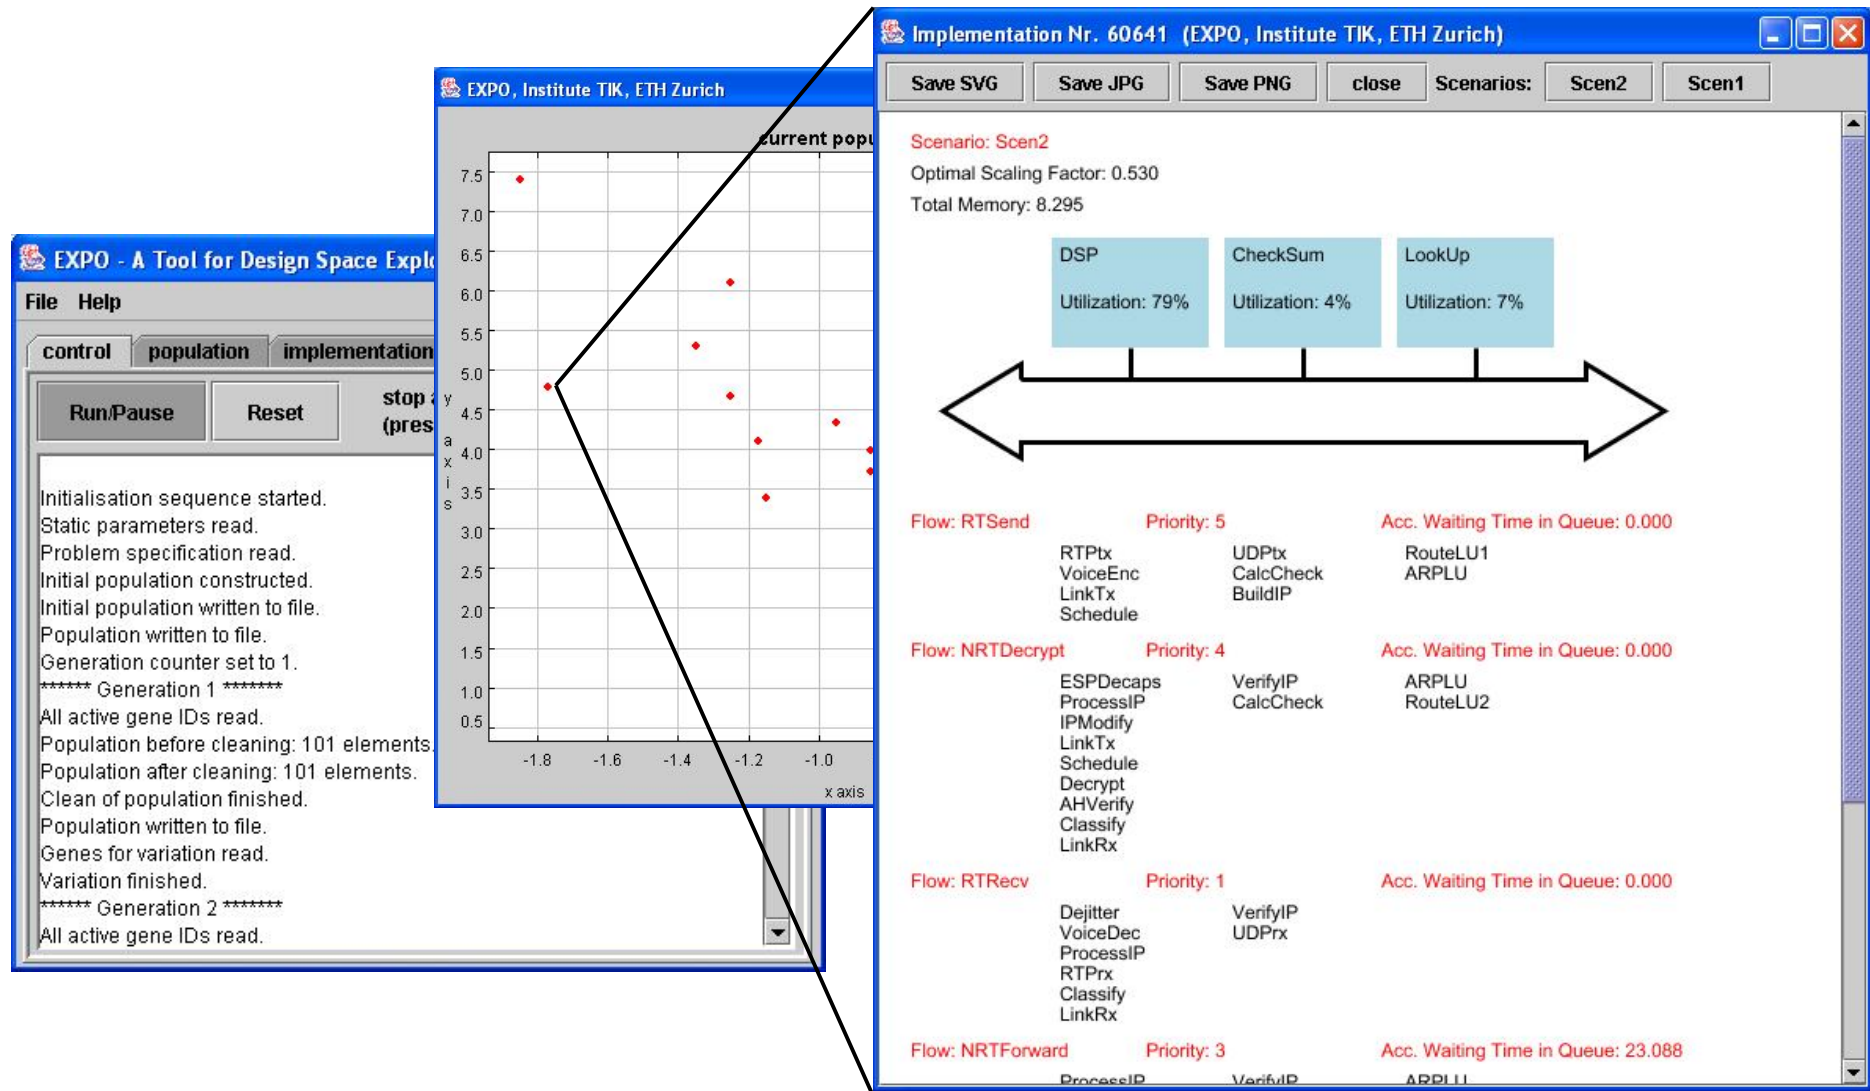 EXPO - A Tool for Design Space Explo
File Help
control population implementation
Run/Pause Reset stop a
(pres
Initialisation sequence started.
Static parameters read.
Problem specification read.
Initial population constructed.
Initial population written to file.
Population written to file.
Generation counter set to 1.
****** Generation 1 *******
All active gene IDs read.
Population before cleaning: 101 elements.
Population after cleaning: 101 elements.
Clean of population finished.
Population written to file.
Genes for variation read.
Variation finished.
****** Generation 2 *******
All active gene IDs read.
EXPO, Institute TIK, ETH Zurich
current popu
7.5
7.0
6.5
6.0
5.5
5.0
4.5
4.0
3.5
3.0
2.5
2.0
1.5
1.0
0.5
y axis
-1.8 -1.6 -1.4 -1.2 -1.0
x axis
Implementation Nr. 60641 (EXPO, Institute TIK, ETH Zurich)
Save SVG Save JPG Save PNG close Scenarios: Scen2 Scen1
Scenario: Scen2
Optimal Scaling Factor: 0.530
Total Memory: 8.295
DSP CheckSum LookUp
Utilization: 79% Utilization: 4% Utilization: 7%
Flow: RTSend Priority: 5 Acc. Waiting Time in Queue: 0.000
RTPtx UDPtx RouteLU1
VoiceEnc CalcCheck ARPLU
LinkTx BuildIP
Schedule
Flow: NRTDecrypt Priority: 4 Acc. Waiting Time in Queue: 0.000
ESPDecaps VerifyIP ARPLU
ProcessIP CalcCheck RouteLU2
IPModify
LinkTx
Schedule
Decrypt
AHVerify
Classify
LinkRx
Flow: RTRecv Priority: 1 Acc. Waiting Time in Queue: 0.000
Dejitter VerifyIP
VoiceDec UDPrx
ProcessIP
RTPrx
Classify
LinkRx
Flow: NRTForward Priority: 3 Acc. Waiting Time in Queue: 23.088
ProcessIP VerifyIP ARPLU